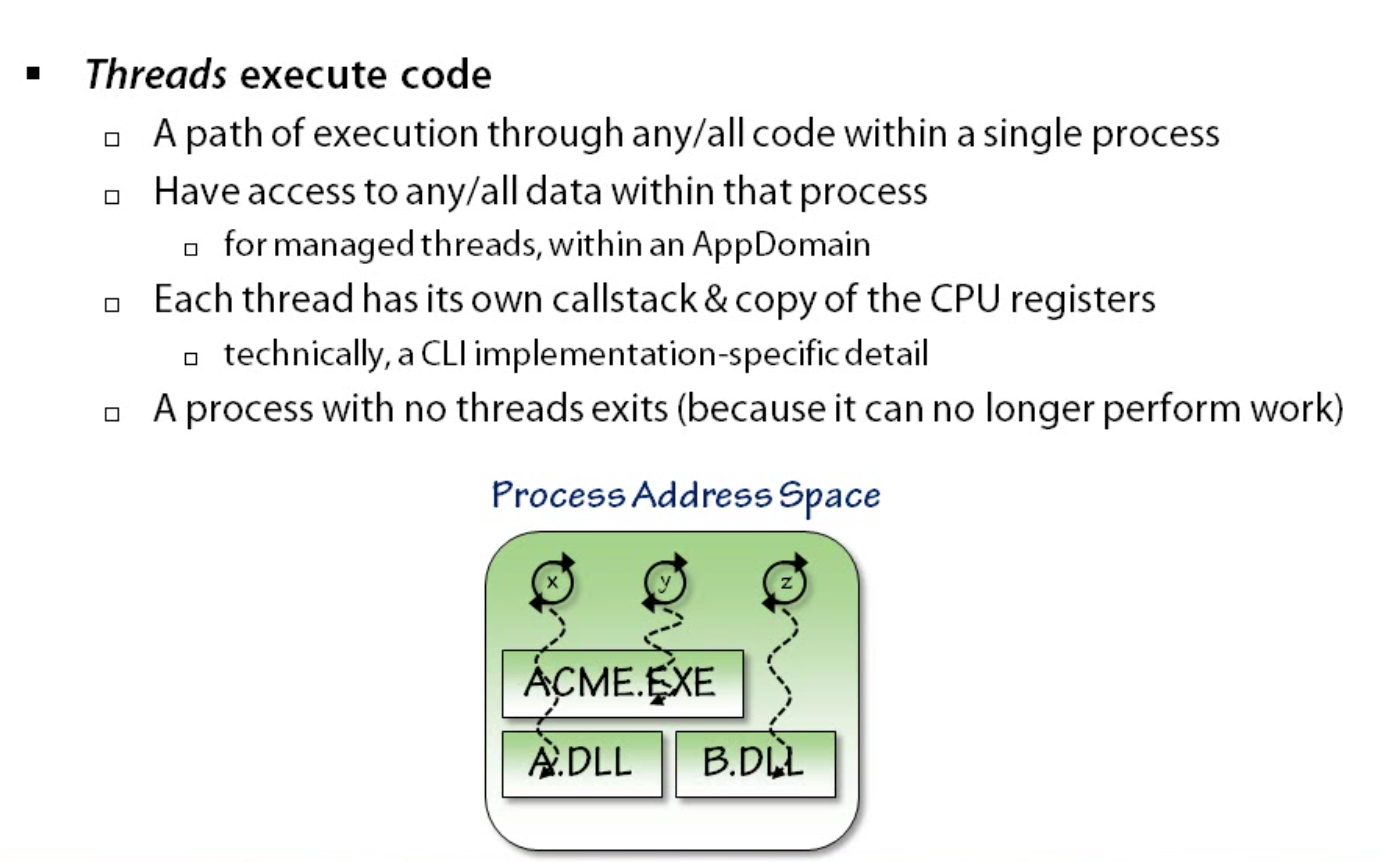 Threads execute code
A path of execution through any/all code within a single process
Have access to any/all data within that process
for managed threads, within an AppDomain
Each thread has its own callstack & copy of the CPU registers
technically, a CLI implementation-specific detail
A process with no threads exits (because it can no longer perform work)
Process Address Space
x y z
ACME.EXE
A.DLL B.DLL